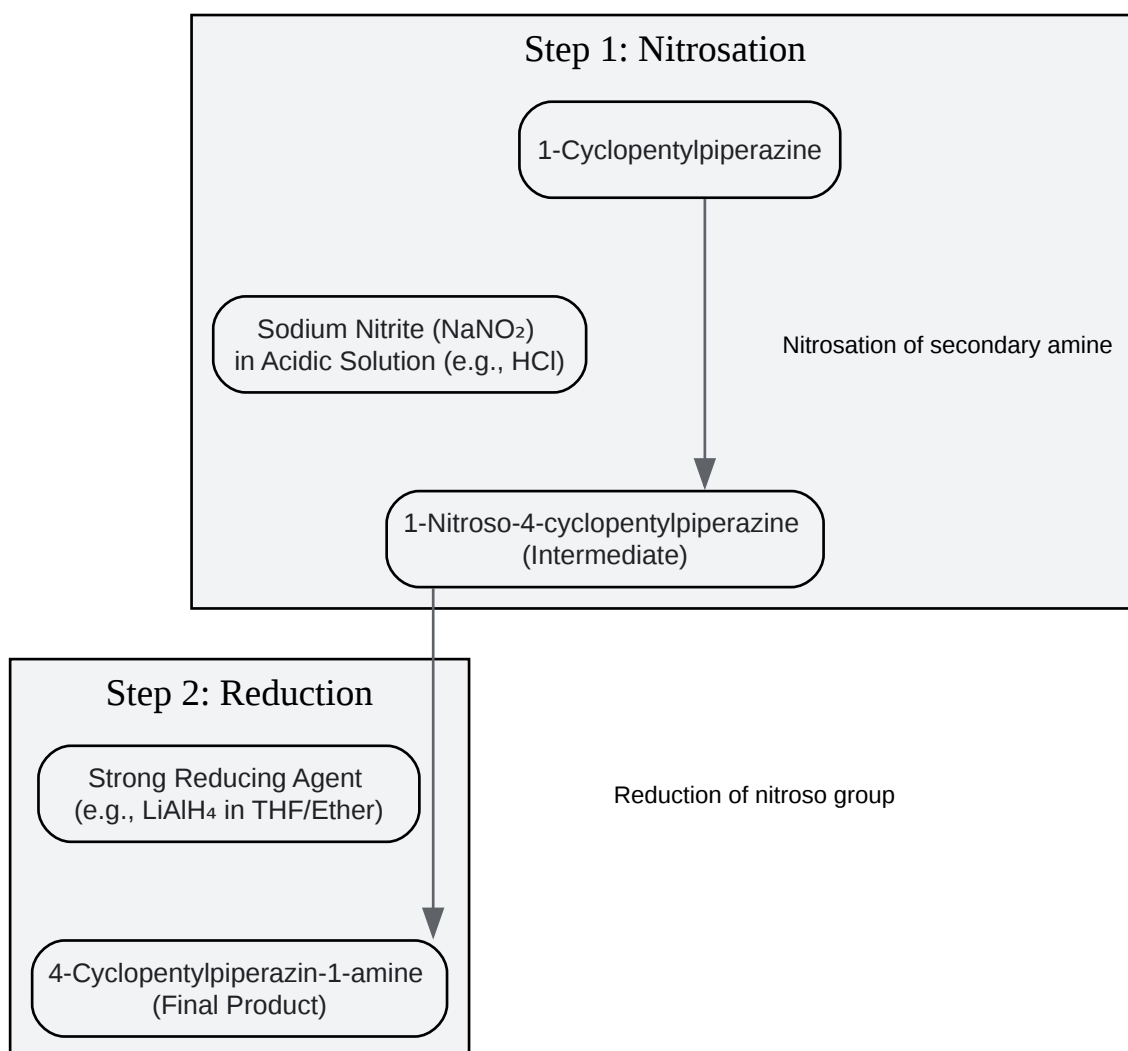 Step 1: Nitrosation
1-Cyclopentylpiperazine
Sodium Nitrite (NaNO₂)
in Acidic Solution (e.g., HCl)
Nitrosation of secondary amine
1-Nitroso-4-cyclopentylpiperazine
(Intermediate)
Step 2: Reduction
Strong Reducing Agent
(e.g., LiAlH₄ in THF/Ether)
Reduction of nitroso group
4-Cyclopentylpiperazin-1-amine
(Final Product)